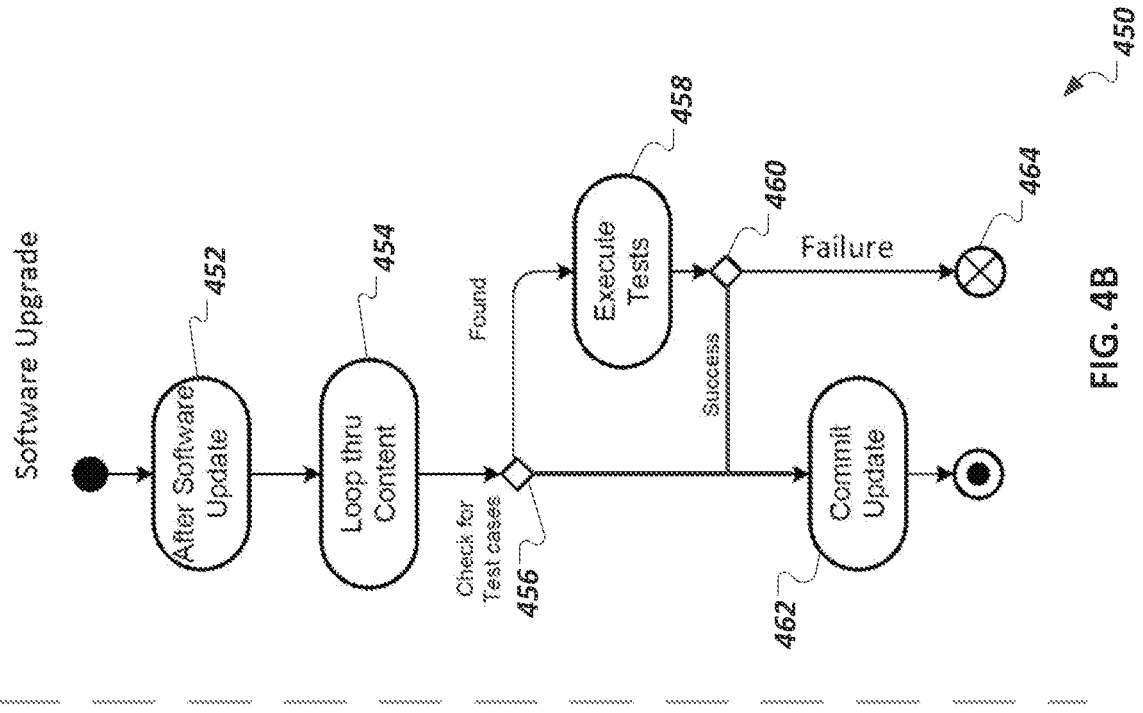 Software Upgrade
After Software
Update
452
Loop thru
Content
454
Check for
Test cases
456
Found
Execute
Tests
458
460
Success
Failure
Commit
Update
462
464
FIG. 4B
450